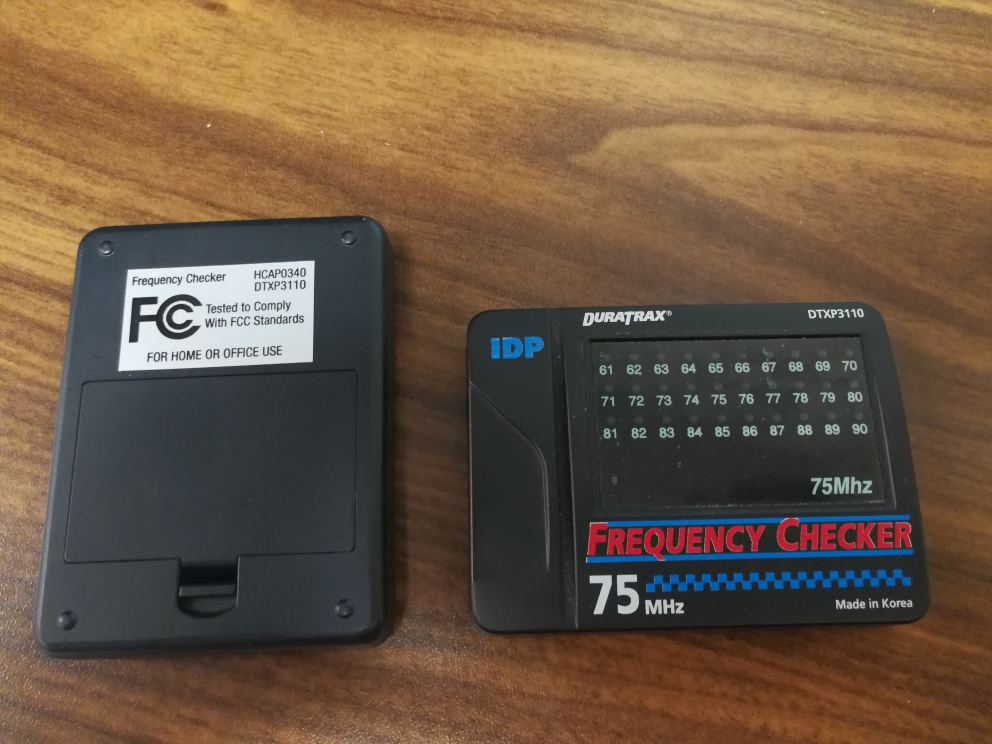 Frequency Checker HCAP0340
DTXP3110
FC Tested to Comply
With FCC Standards
FOR HOME OR OFFICE USE
DURATRAX® DTXP3110
IDP
61 62 63 64 65 66 67 68 69 70
71 72 73 74 75 76 77 78 79 80
81 82 83 84 85 86 87 88 89 90
75Mhz
FREQUENCY CHECKER
75 MHz
Made in Korea